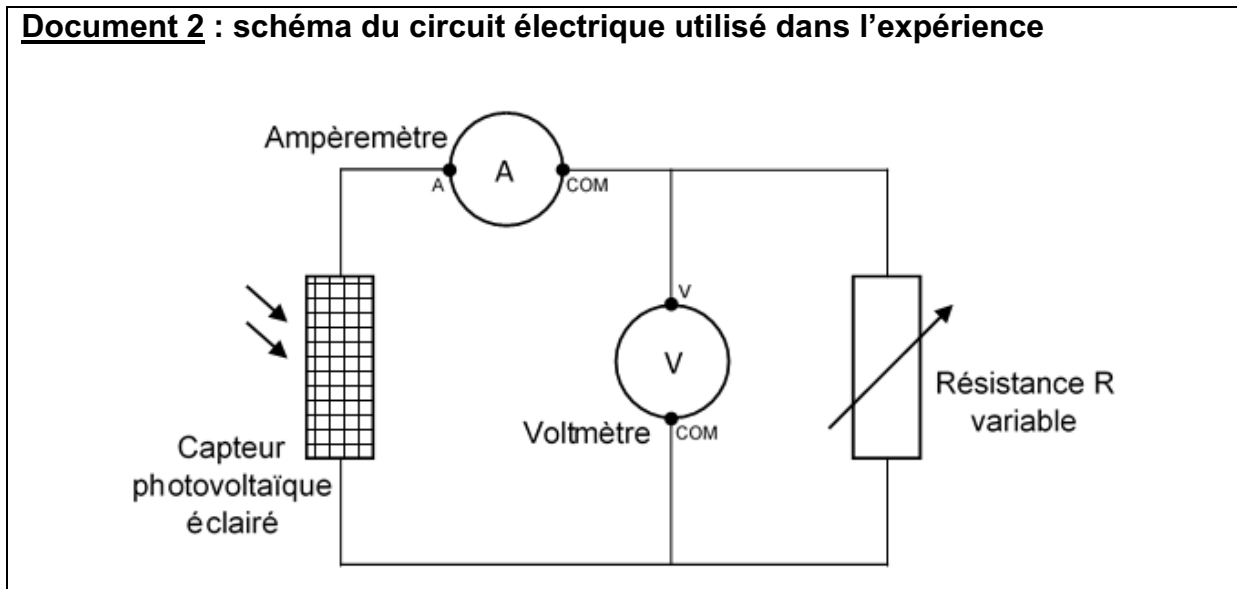 Document 2 : schéma du circuit électrique utilisé dans l'expérience
Ampèremètre
A
A
COM
V
V
COM
Voltmètre
Capteur
photovoltaïque
éclairé
Résistance R
variable